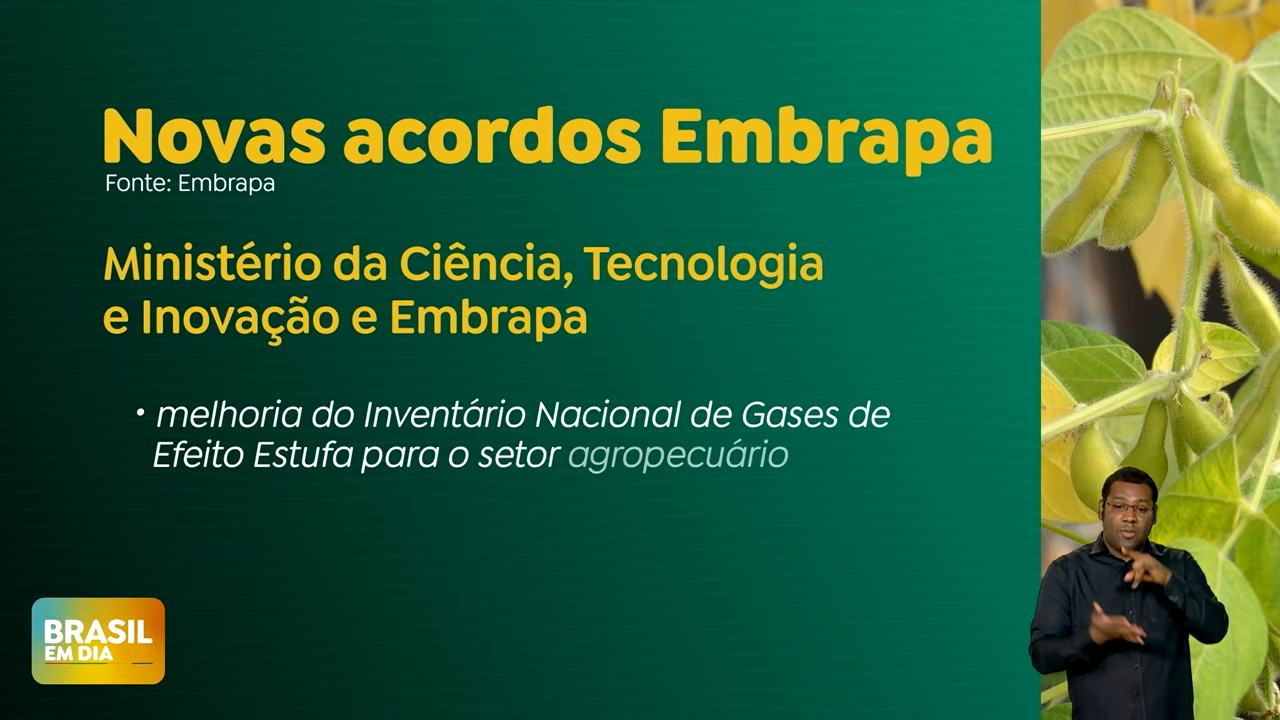 Novas acordos Embrapa
Fonte: Embrapa
Ministério da Ciência, Tecnologia
e Inovação e Embrapa
• melhoria do Inventário Nacional de Gases de
Efeito Estufa para o setor agropecuário
BRASIL
EM DIA